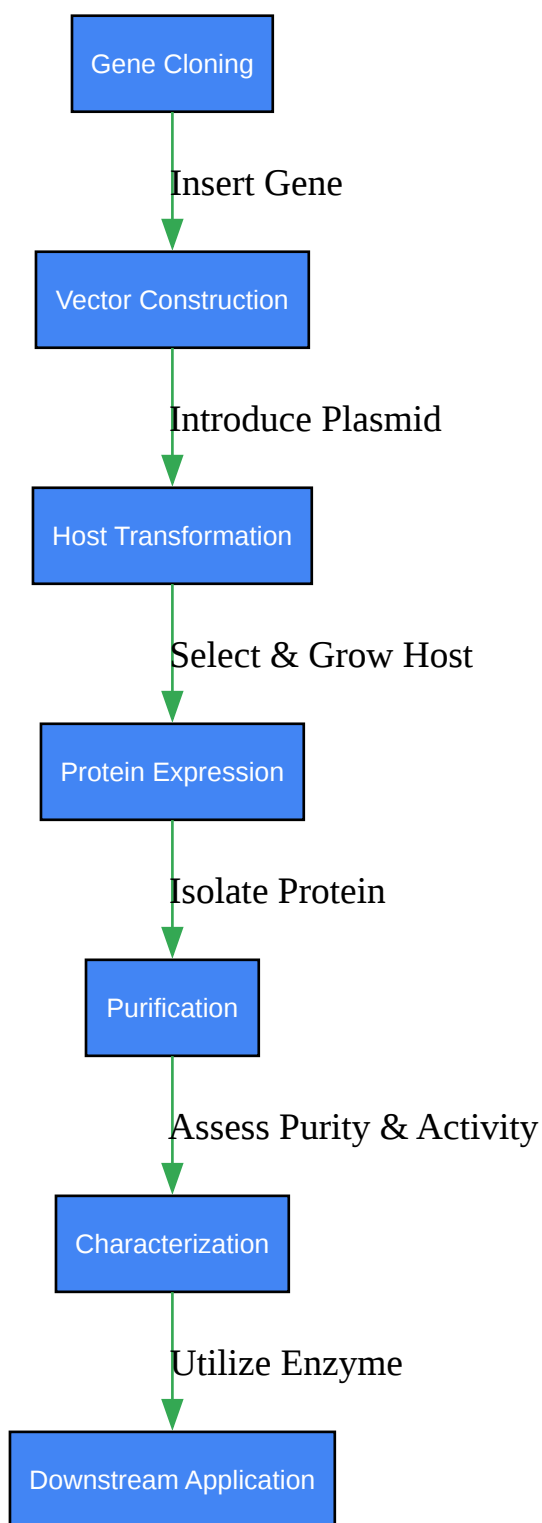 Gene Cloning
Insert Gene
Vector Construction
Introduce Plasmid
Host Transformation
Select & Grow Host
Protein Expression
Isolate Protein
Purification
Assess Purity & Activity
Characterization
Utilize Enzyme
Downstream Application